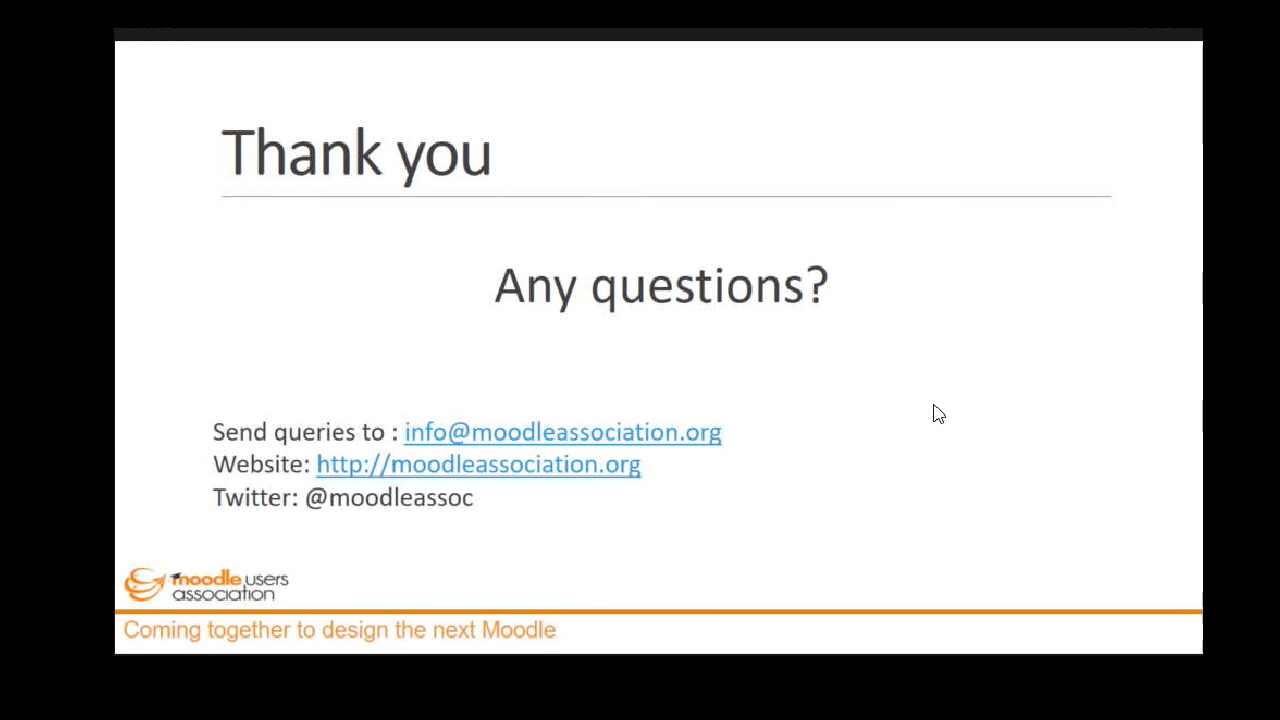 Thank you
Any questions?
Send queries to : info@moodleassociation.org
Website: http://moodleassociation.org
Twitter: @moodleassoc
moodle users
association
Coming together to design the next Moodle